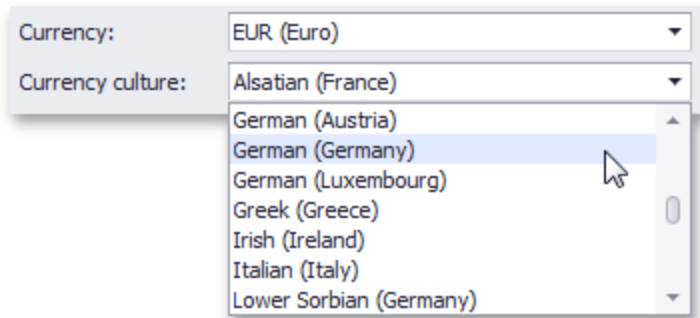 Currency: EUR (Euro)
Currency culture: Alsatian (France)
German (Austria)
German (Germany)
German (Luxembourg)
Greek (Greece)
Irish (Ireland)
Italian (Italy)
Lower Sorbian (Germany)